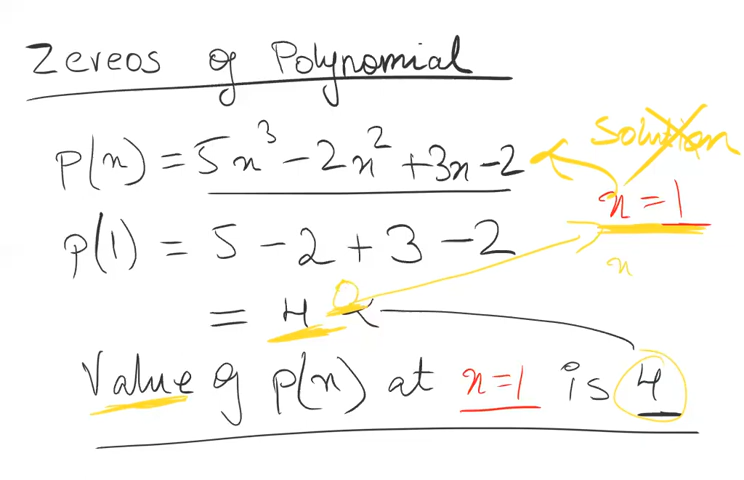 Zereos of Polynomial
p(x) = 5x³ - 2x² + 3x - 2
Solution
x = 1
p(1) = 5 - 2 + 3 - 2
x
= 4 0
Value of p(x) at x=1 is 4